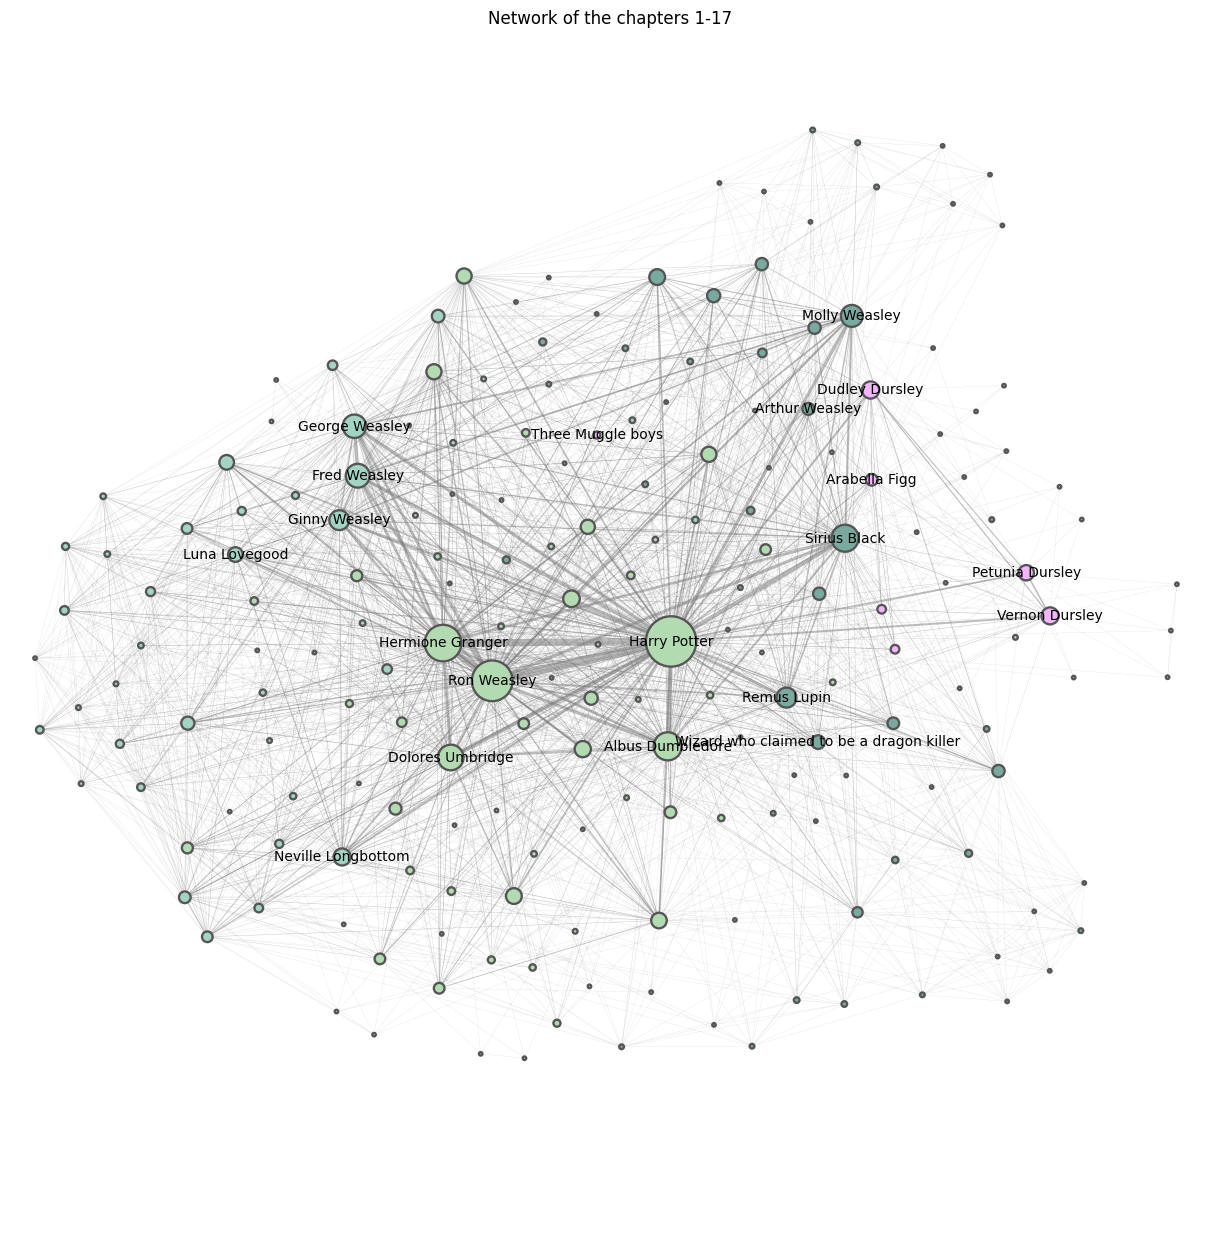 Network of the chapters 1-17
Molly Weasley
Dudley Dursley
Arthur Weasley
George Weasley
Three Muggle boys
Fred Weasley
Arabella Figg
Ginny Weasley
Sirius Black
Luna Lovegood
Petunia Dursley
Vernon Dursley
Hermione Granger
Harry Potter
Ron Weasley
Remus Lupin
Albus Dumbledore
Wizard who claimed to be a dragon killer
Dolores Umbridge
Neville Longbottom